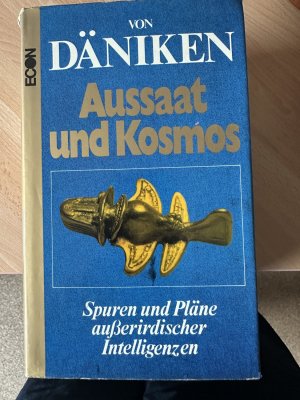 VON
DÄNIKEN
ECON
Aussaat
und Kosmos
Spuren und Pläne
außerirdischer
Intelligenzen